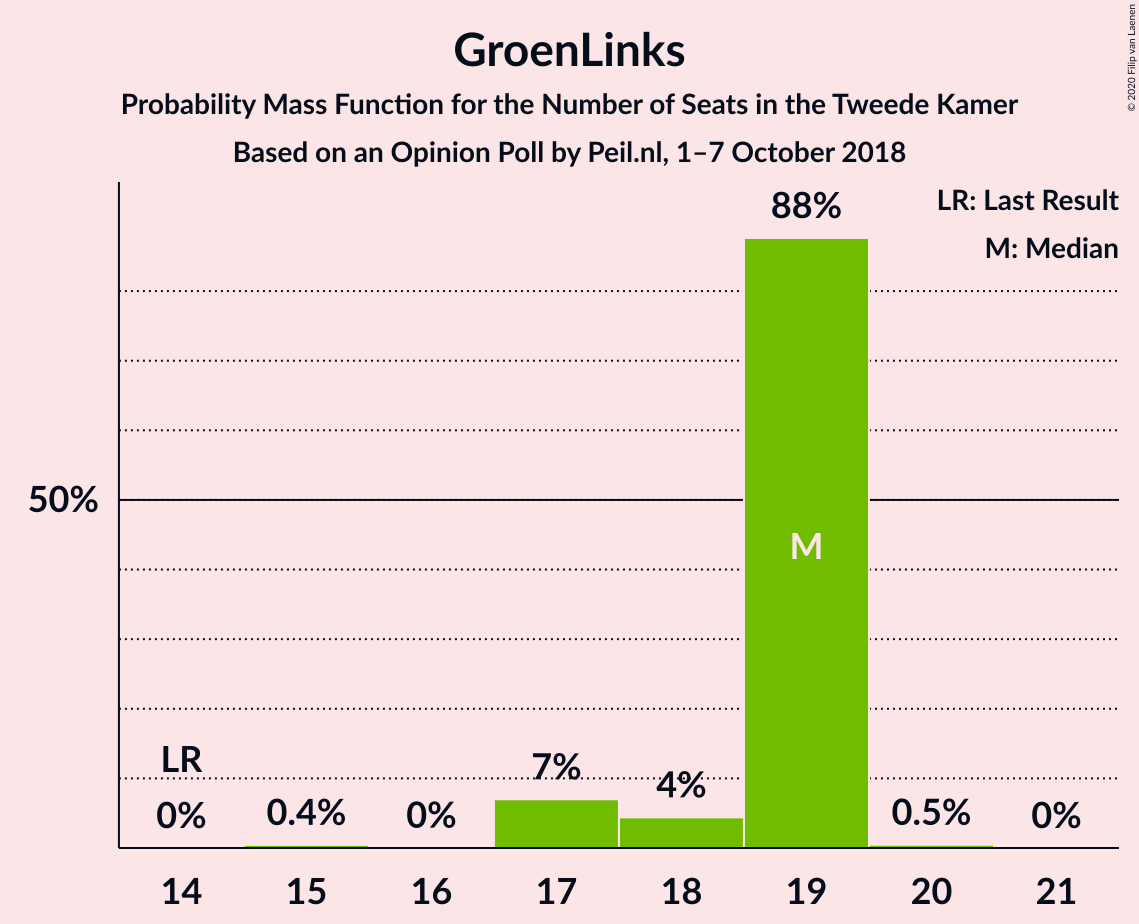 GroenLinks
Probability Mass Function for the Number of Seats in the Tweede Kamer
Based on an Opinion Poll by Peil.nl, 1–7 October 2018
© 2020 Filip van Laenen
LR: Last Result
M: Median
88%
50%
M
LR
0%
0.4%
0%
7%
4%
0.5%
0%
14 15 16 17 18 19 20 21